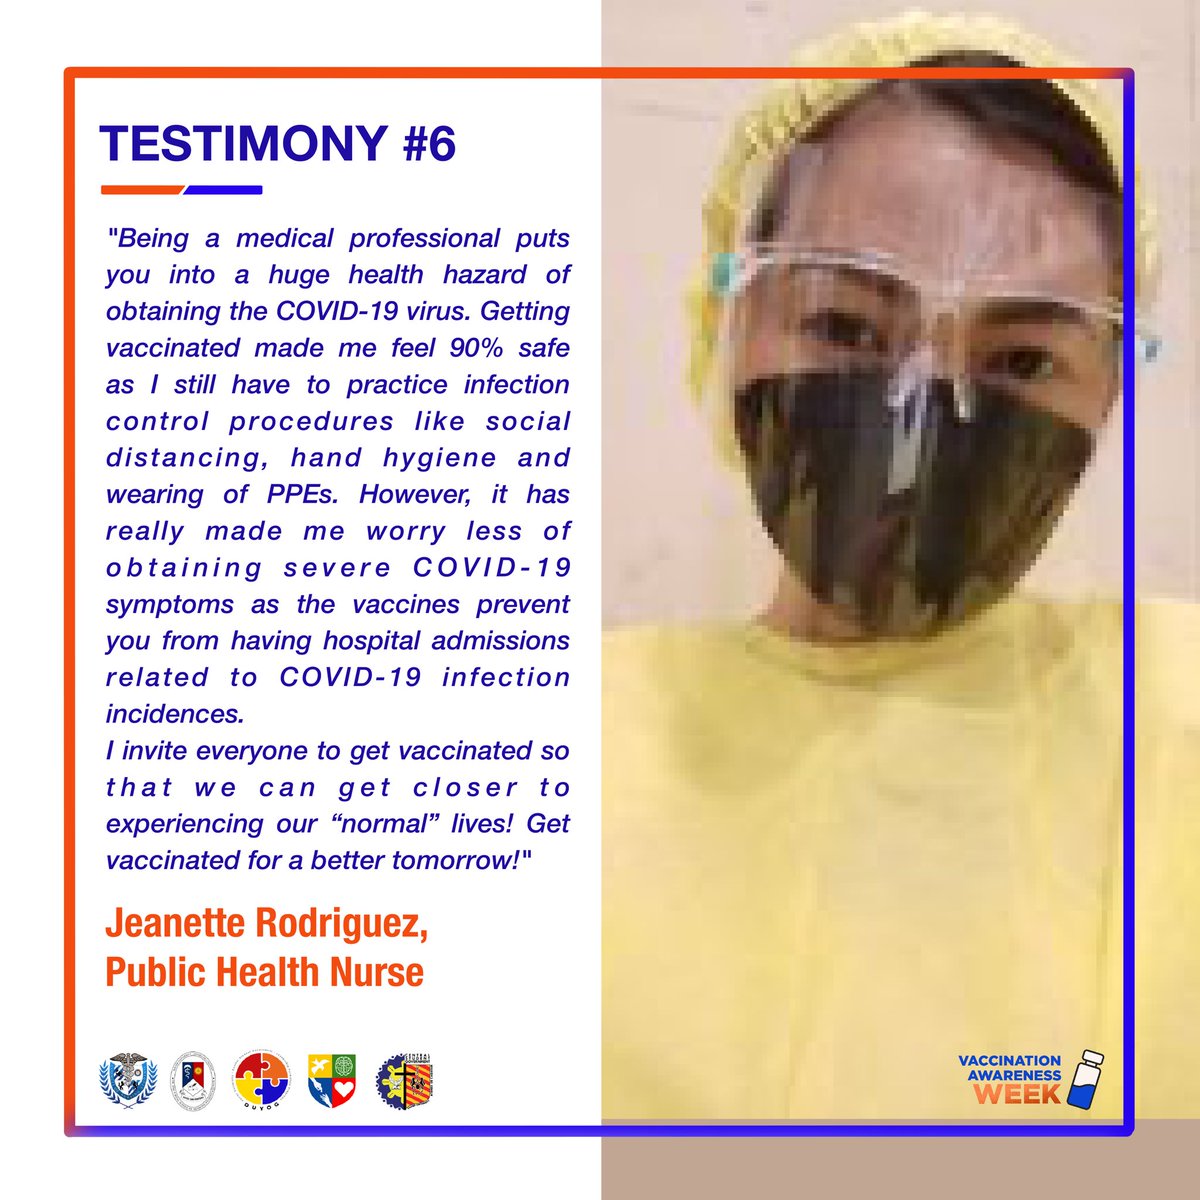 TESTIMONY #6
"Being a medical professional puts
you into a huge health hazard of
obtaining the COVID-19 virus. Getting
vaccinated made me feel 90% safe
as I still have to practice infection
control procedures like social
distancing, hand hygiene and
wearing of PPEs. However, it has
really made me worry less of
obtaining severe COVID-19
symptoms as the vaccines prevent
you from having hospital admissions
related to COVID-19 infection
incidences.
I invite everyone to get vaccinated so
that we can get closer to
experiencing our “normal” lives! Get
vaccinated for a better tomorrow!"
Jeanette Rodriguez,
Public Health Nurse
DUYOG
VACCINATION
AWARENESS
WEEK